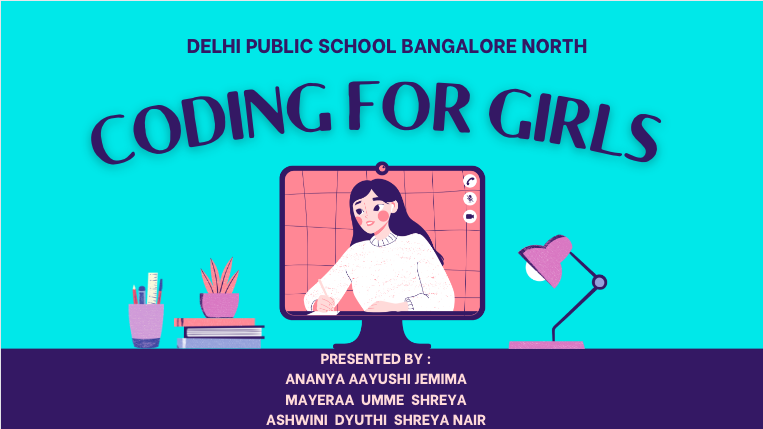 DELHI PUBLIC SCHOOL BANGALORE NORTH
CODING FOR GIRLS
PRESENTED BY :
ANANYA AAYUSHI JEMIMA
MAYERAA UMME SHREYA
ASHWINI DYUTHI SHREYA NAIR